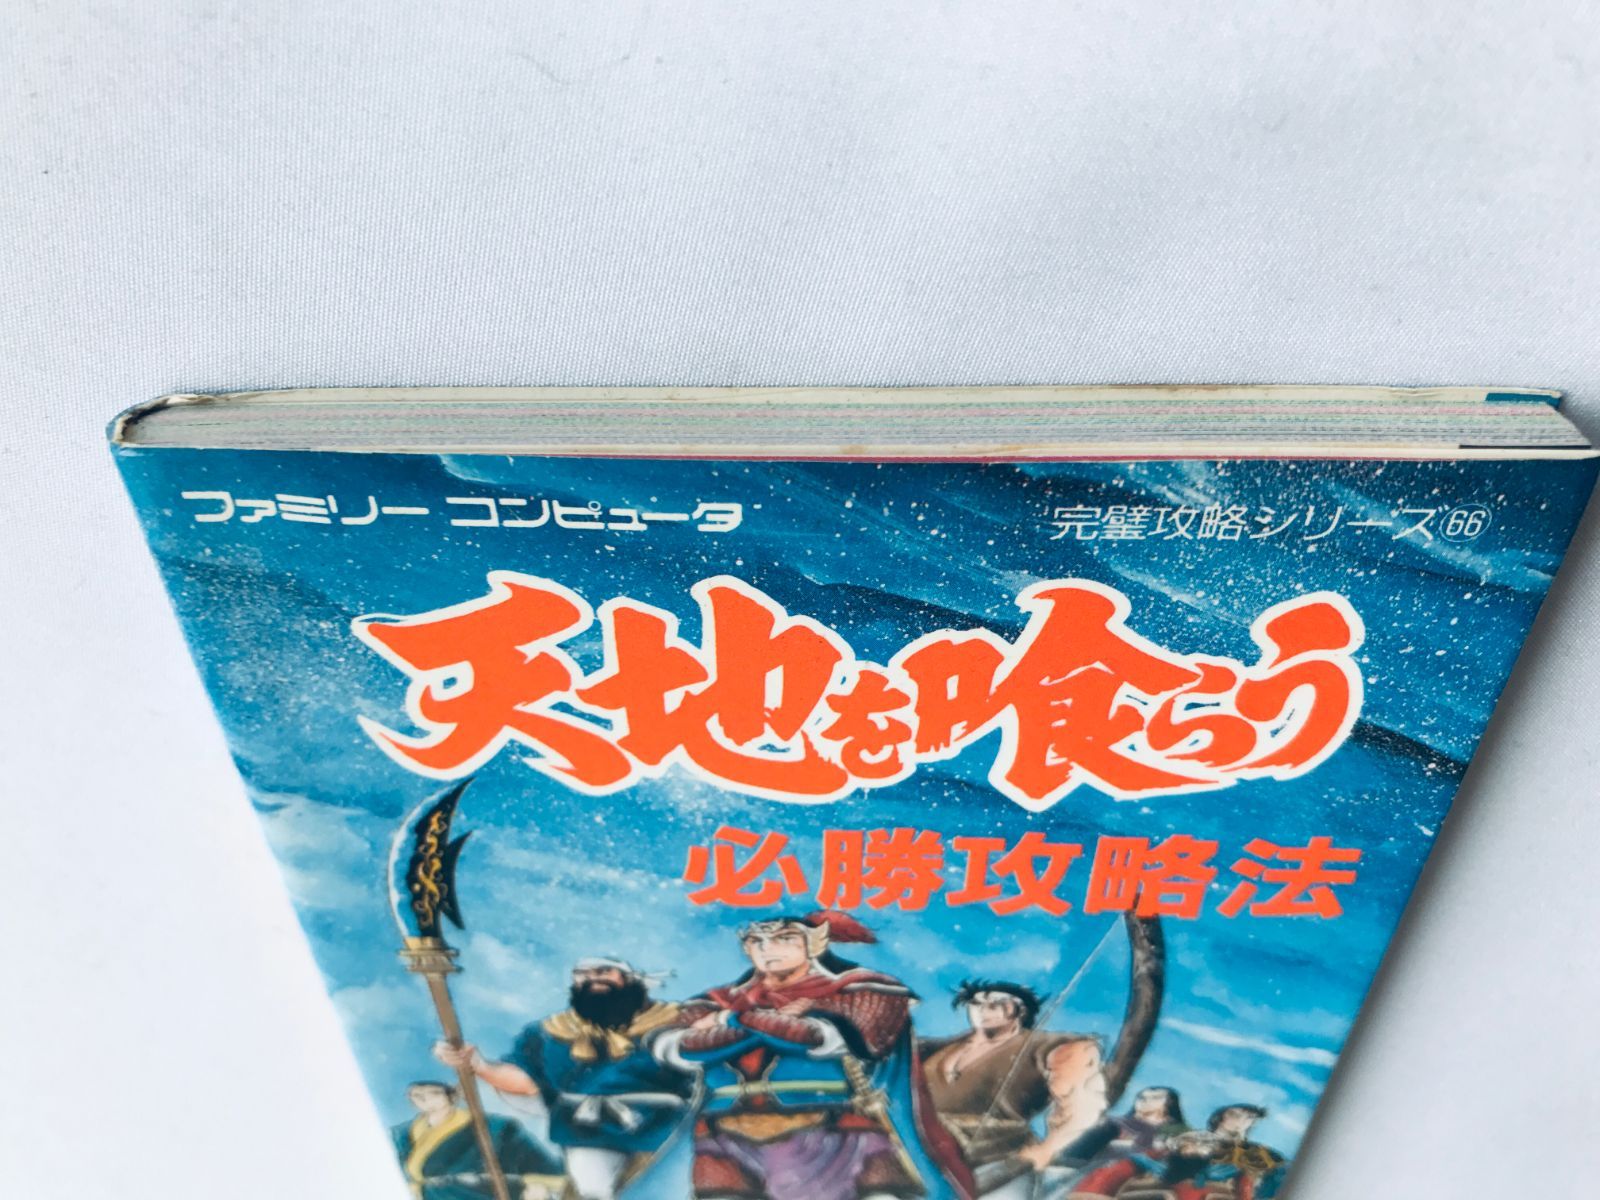 ファミリー コンピュータ
完璧攻略シリーズ66
天地を喰らう
必勝攻略法